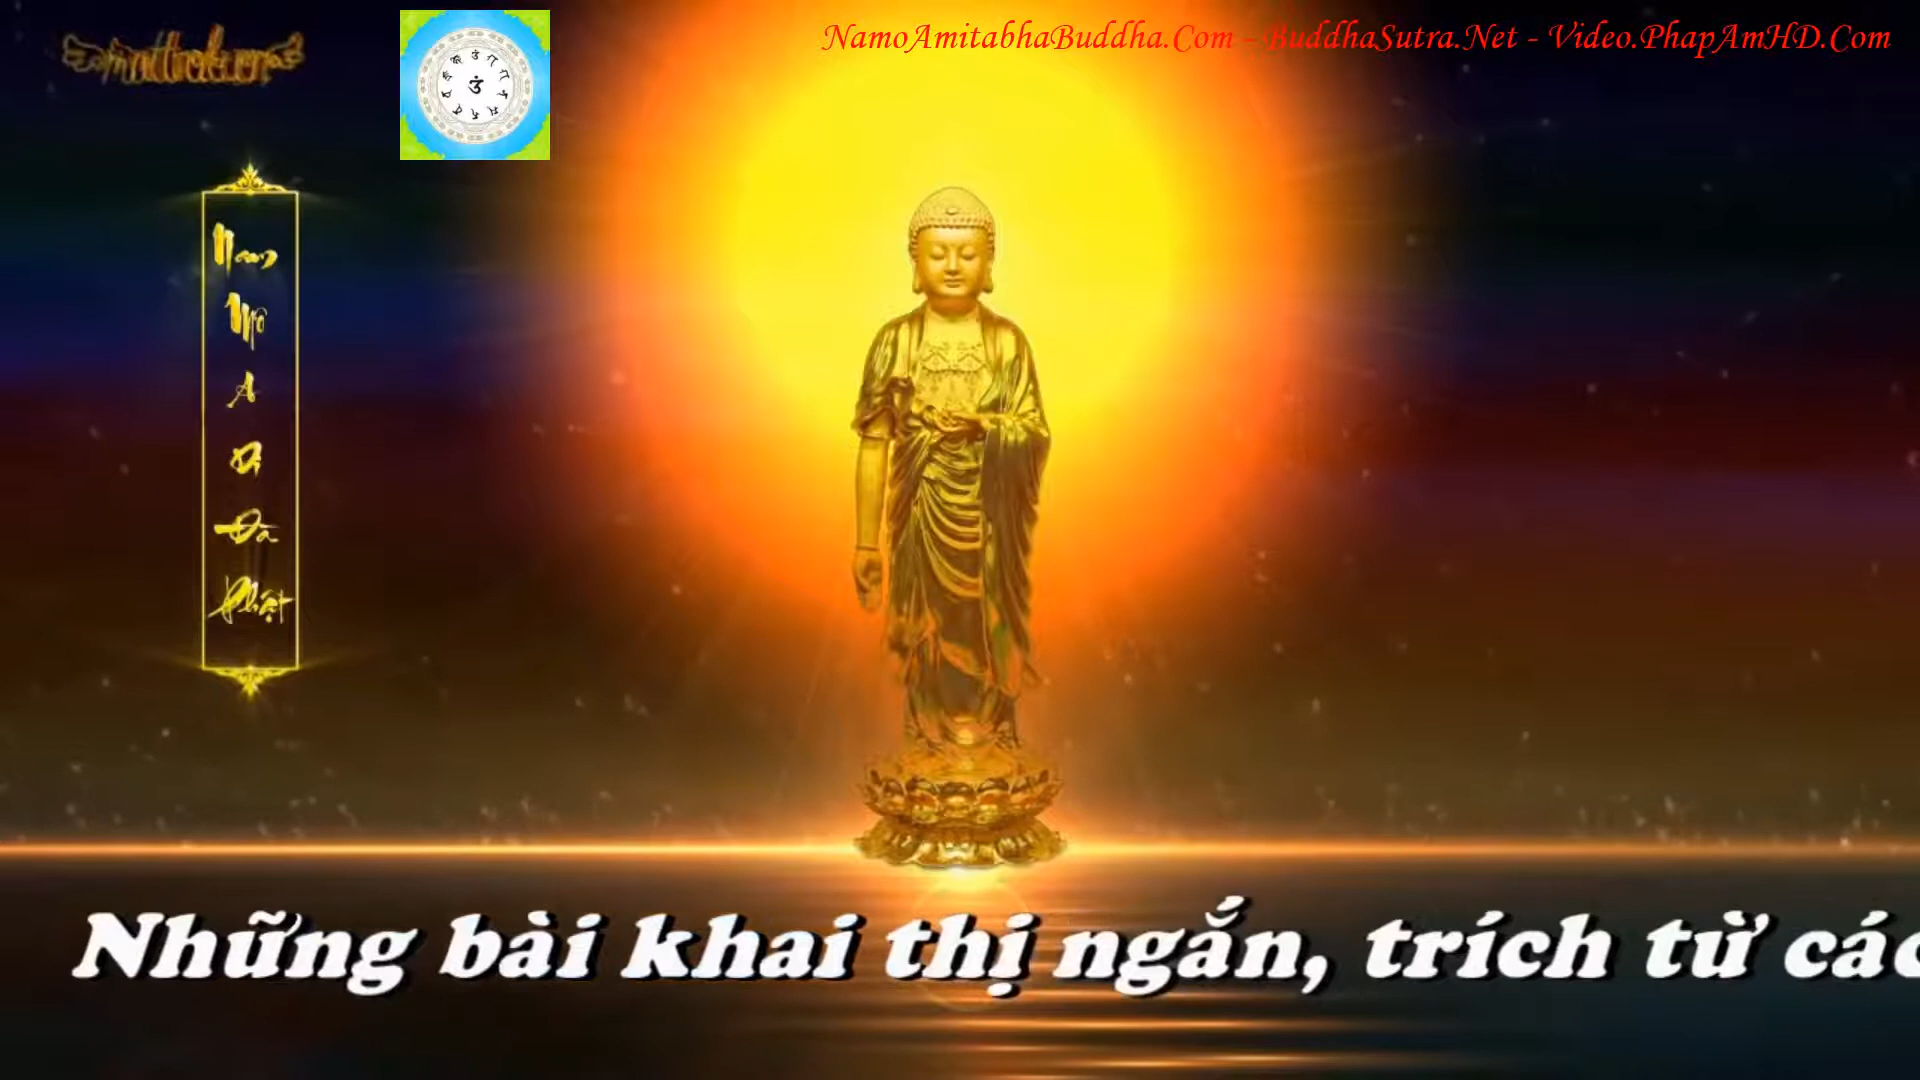 NamoAmitabhaBuddha.Com - BuddhaSutra.Net - Video.PhapAmHD.Com
Nam
Mô
A
Di
Đà
Phật
Những bài khai thị ngắn, trích từ các